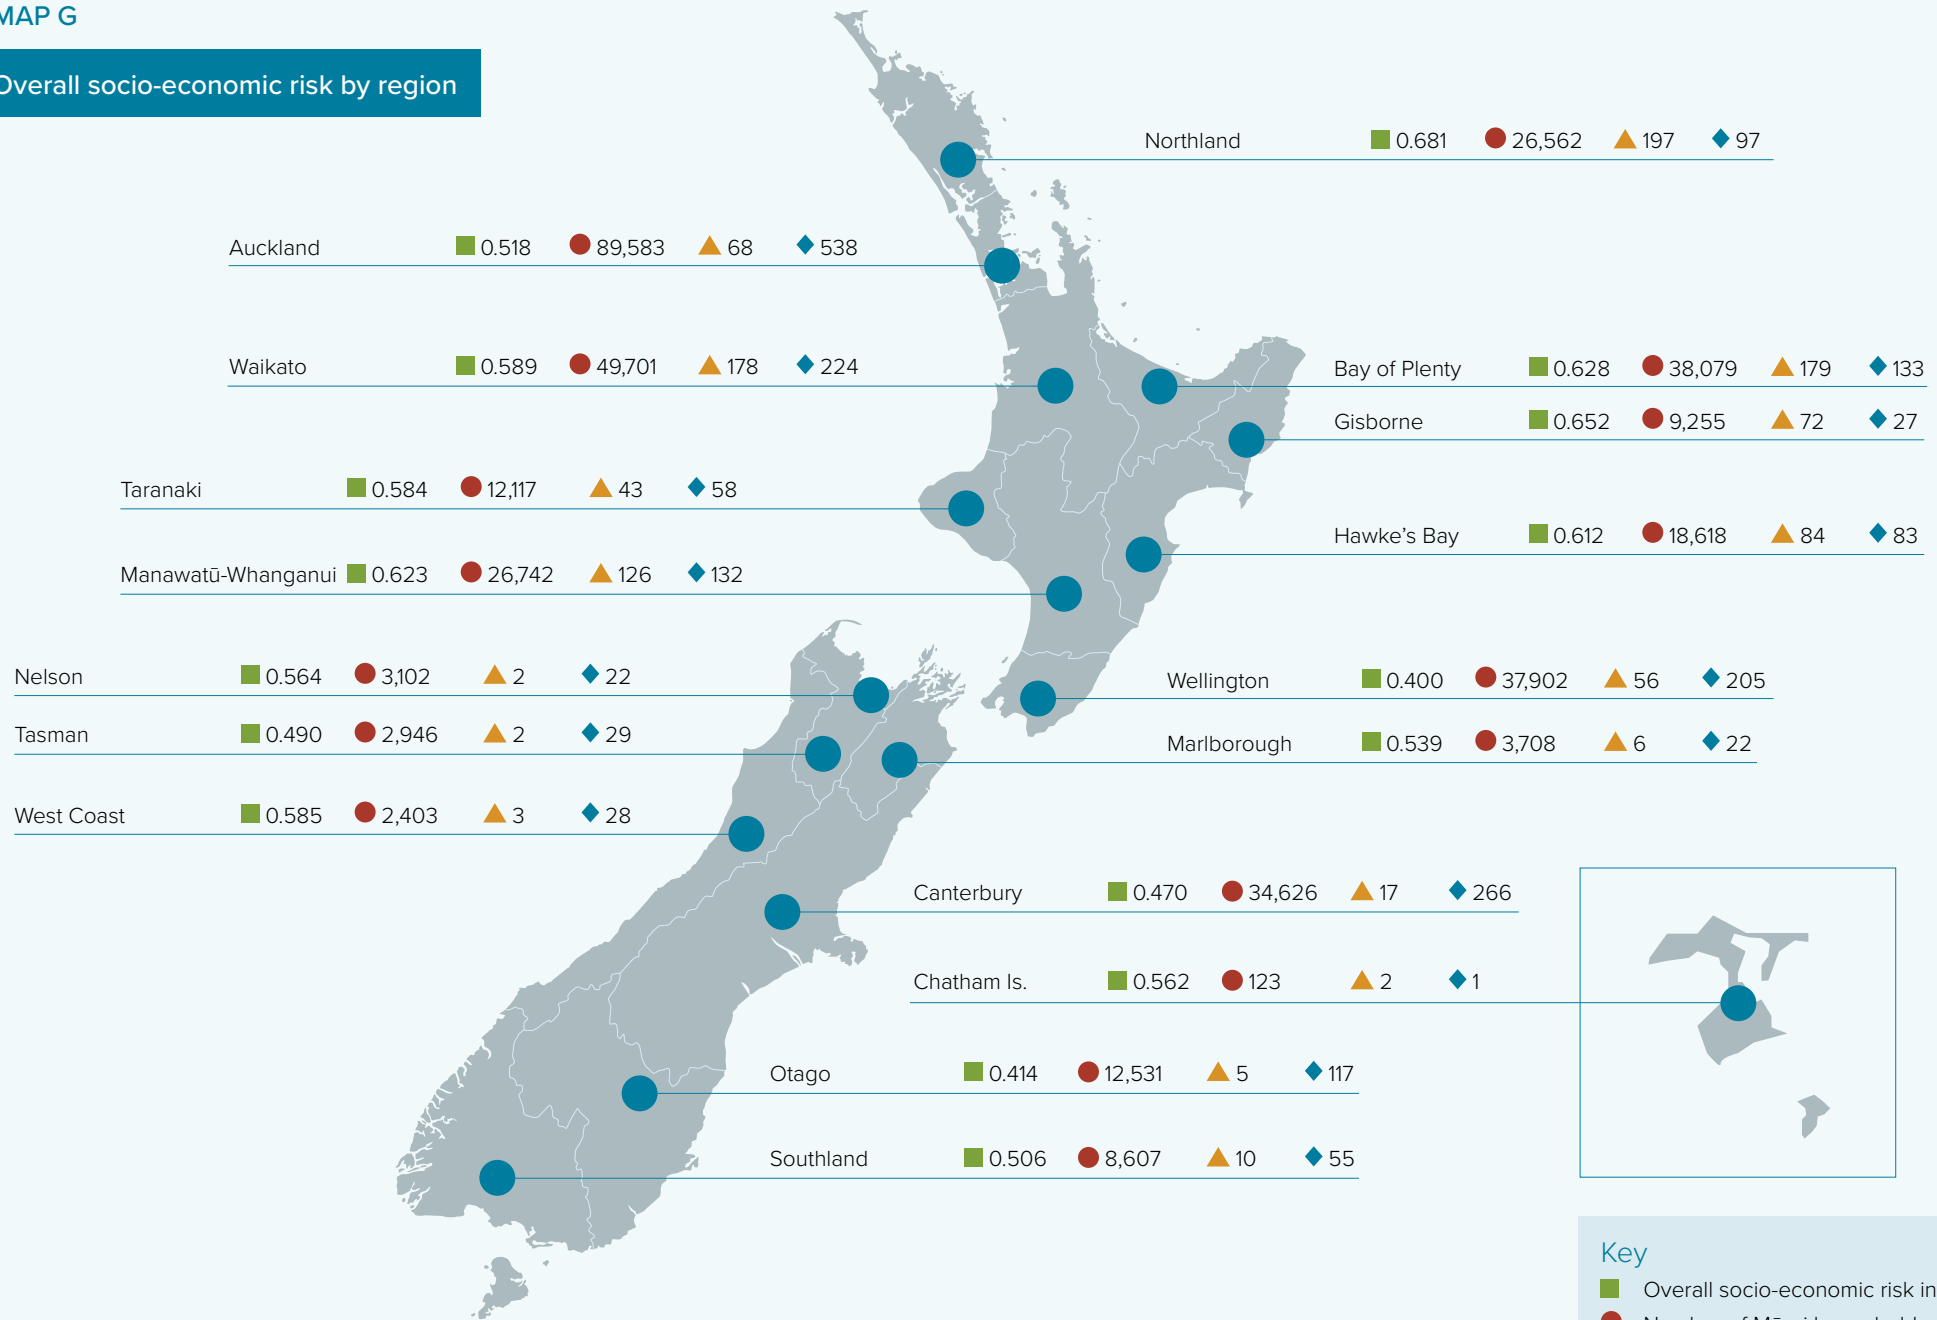 MAP G
Overall socio-economic risk by region
Northland 0.681 26,562 197 97
Auckland 0.518 89,583 68 538
Waikato 0.589 49,701 178 224
Bay of Plenty 0.628 38,079 179 133
Gisborne 0.652 9,255 72 27
Taranaki 0.584 12,117 43 58
Hawke's Bay 0.612 18,618 84 83
Manawatū-Whanganui 0.623 26,742 126 132
Nelson 0.564 3,102 2 22
Wellington 0.400 37,902 56 205
Tasman 0.490 2,946 2 29
Marlborough 0.539 3,708 6 22
West Coast 0.585 2,403 3 28
Canterbury 0.470 34,626 17 266
Chatham Is. 0.562 123 2 1
Otago 0.414 12,531 5 117
Southland 0.506 8,607 10 55
Key
Overall socio-economic risk in